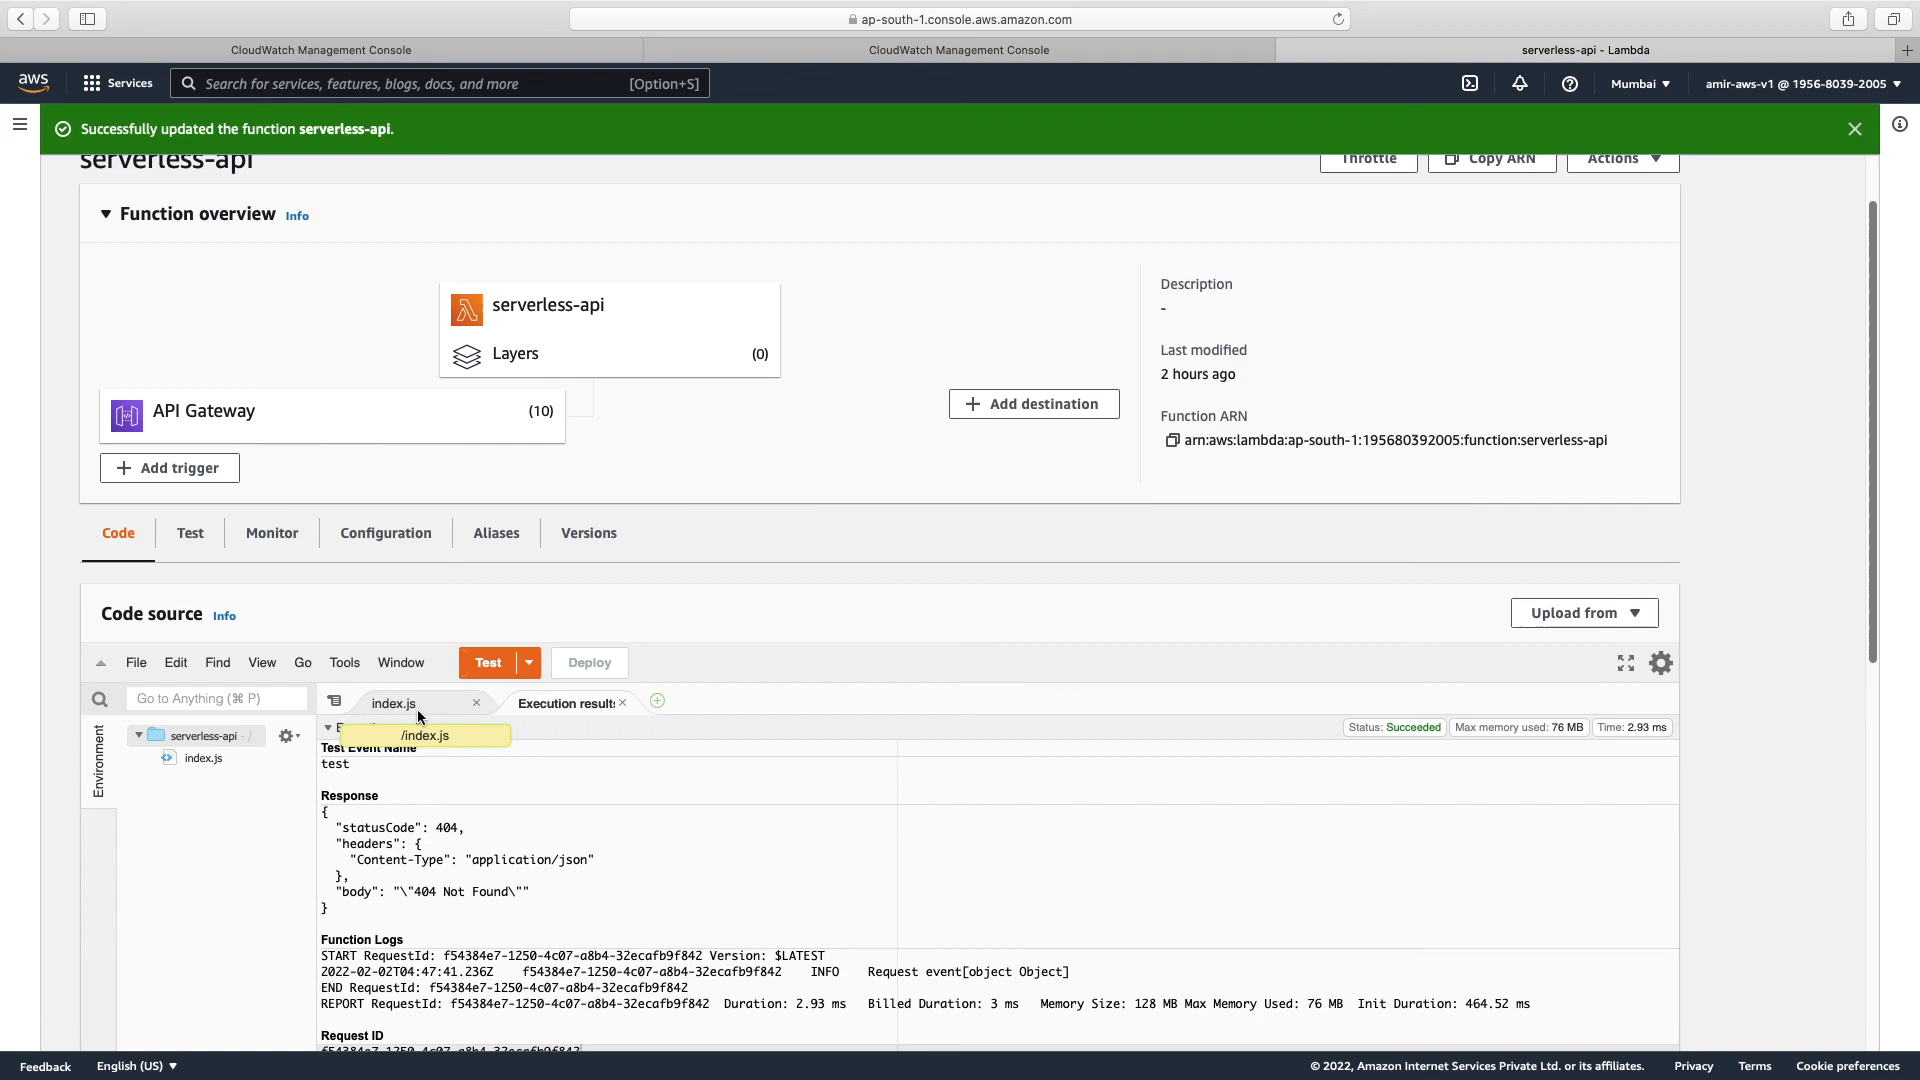 ap-south-1.console.aws.amazon.com
CloudWatch Management Console
CloudWatch Management Console
serverless-api - Lambda
aws
Services
Search for services, features, blogs, docs, and more
[Option+S]
Mumbai
amir-aws-v1 @ 1956-8039-2005
Successfully updated the function serverless-api.
serverless-api
Throttle
Copy ARN
Actions
Function overview
Info
serverless-api
Layers
(0)
API Gateway
(10)
Add destination
Add trigger
Description
-
Last modified
2 hours ago
Function ARN
arn:aws:lambda:ap-south-1:195680392005:function:serverless-api
Code
Test
Monitor
Configuration
Aliases
Versions
Code source
Info
Upload from
File
Edit
Find
View
Go
Tools
Window
Test
Deploy
Go to Anything (⌘ P)
index.js
Execution results
Environment
serverless-api - /
index.js
/index.js
Status: Succeeded
Max memory used: 76 MB
Time: 2.93 ms
Test Event Name
test
Response
{
"statusCode": 404,
"headers": {
"Content-Type": "application/json"
},
"body": "\"404 Not Found\""
}
Function Logs
START RequestId: f54384e7-1250-4c07-a8b4-32ecafb9f842 Version: $LATEST
2022-02-02T04:47:41.236Z f54384e7-1250-4c07-a8b4-32ecafb9f842 INFO Request event[object Object]
END RequestId: f54384e7-1250-4c07-a8b4-32ecafb9f842
REPORT RequestId: f54384e7-1250-4c07-a8b4-32ecafb9f842 Duration: 2.93 ms Billed Duration: 3 ms Memory Size: 128 MB Max Memory Used: 76 MB Init Duration: 464.52 ms
Request ID
f54384e7-1250-4c07-a8b4-32ecafb9f842
Feedback
English (US)
© 2022, Amazon Internet Services Private Ltd. or its affiliates.
Privacy
Terms
Cookie preferences